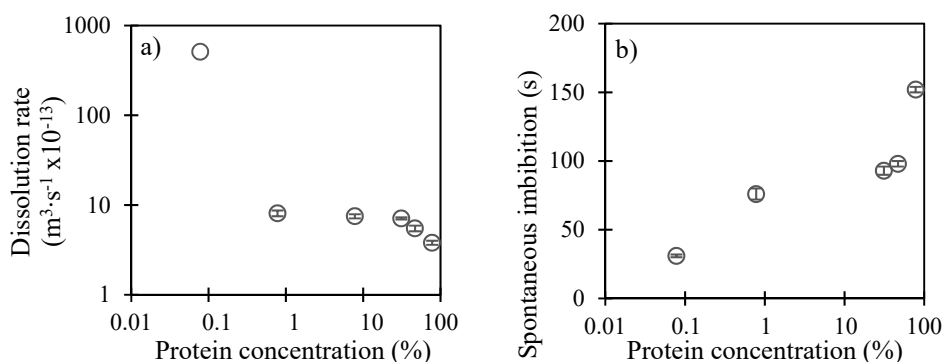 a)
Dissolution rate
(m³·s⁻¹ x10⁻¹³)
1000
100
10
1
0.01 0.1 1 10 100
Protein concentration (%)
b)
Spontaneous imbibition (s)
200
150
100
50
0
0.01 0.1 1 10 100
Protein concentration (%)